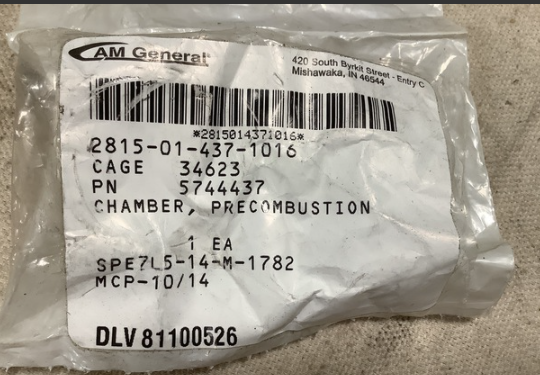 AM General
420 South Byrkit Street - Entry C
Mishawaka, IN 46544
*2815014371016*
2815-01-437-1016
CAGE 34623
PN 5744437
CHAMBER, PRECOMBUSTION
1 EA
SPE7L5-14-M-1782
MCP-10/14
DLV 81100526